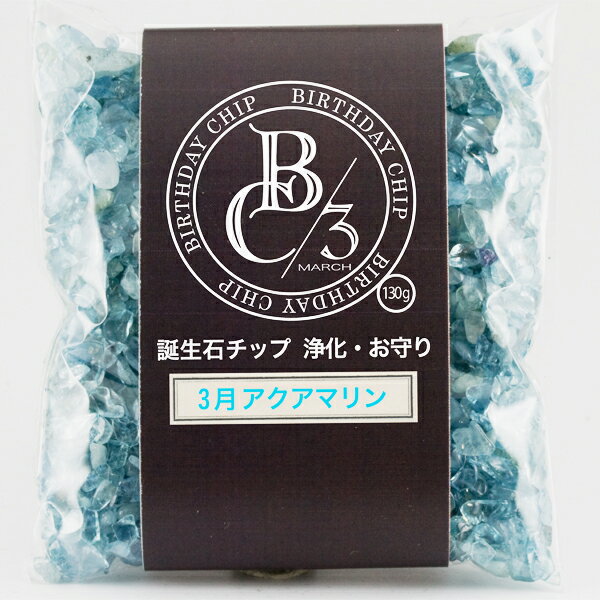 BIRTHDAY CHIP
BIRTHDAY CHIP
BIRTHDAY CHIP
BC/3
MARCH
130g
誕生石チップ 浄化・お守り
3月アクアマリン